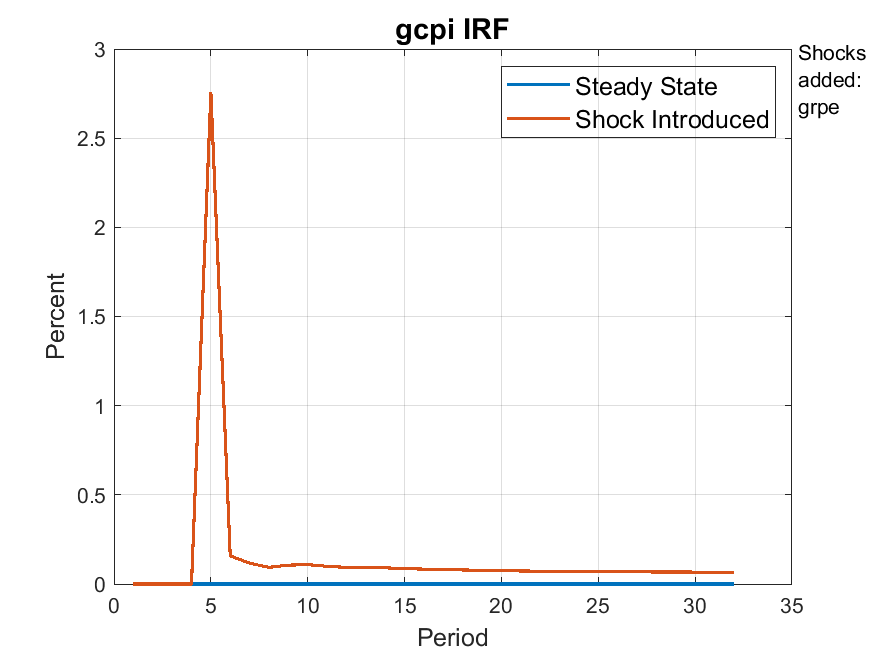 gcpi IRF
Shocks
added:
grpe
Steady State
Shock Introduced
3
2.5
2
1.5
1
0.5
0
Percent
0
5
10
15
20
25
30
35
Period